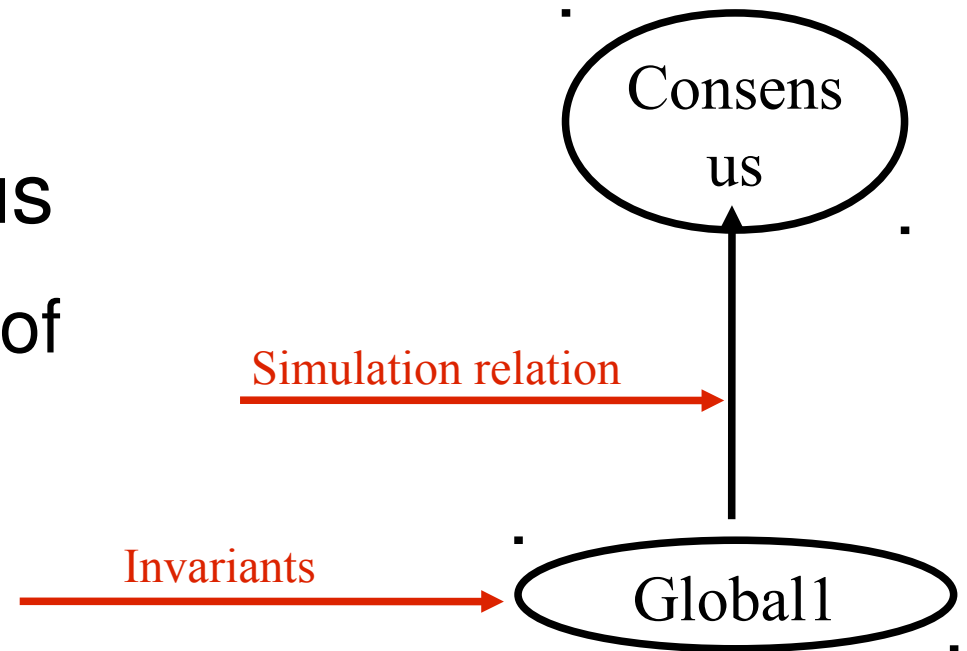 Consens
us
us
of
Simulation relation
Invariants
Global1